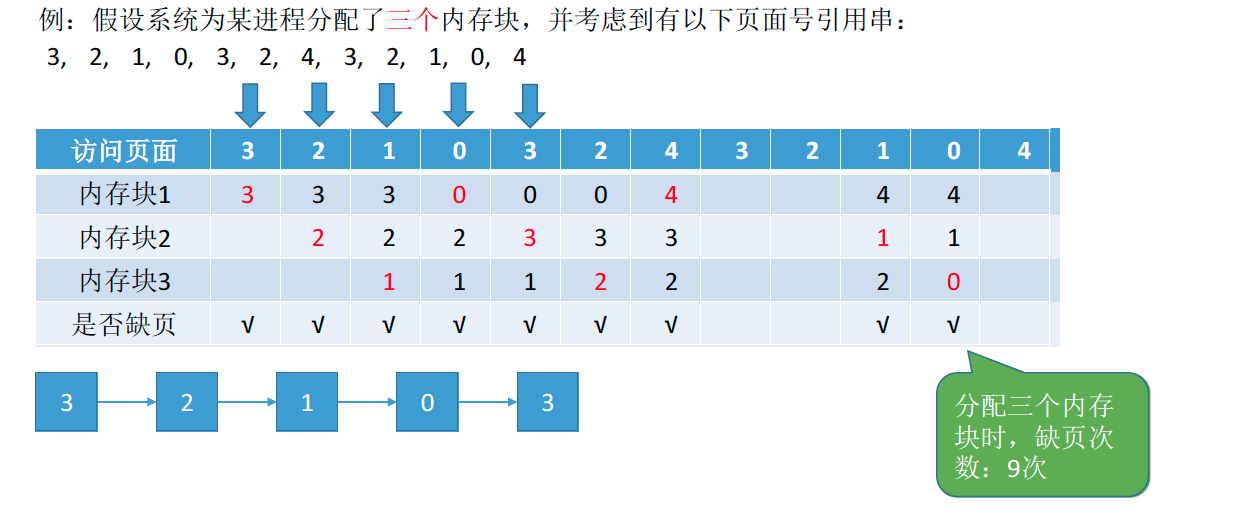 例：假设系统为某进程分配了三个内存块，并考虑到有以下页面号引用串：
3, 2, 1, 0, 3, 2, 4, 3, 2, 1, 0, 4
访问页面 3 2 1 0 3 2 4 3 2 1 0 4
内存块1 3 3 3 0 0 0 4 4 4
内存块2 2 2 2 3 3 3 1 1
内存块3 1 1 1 2 2 2 0
是否缺页 √ √ √ √ √ √ √ √ √
3 2 1 0 3
分配三个内存
块时，缺页次
数：9次